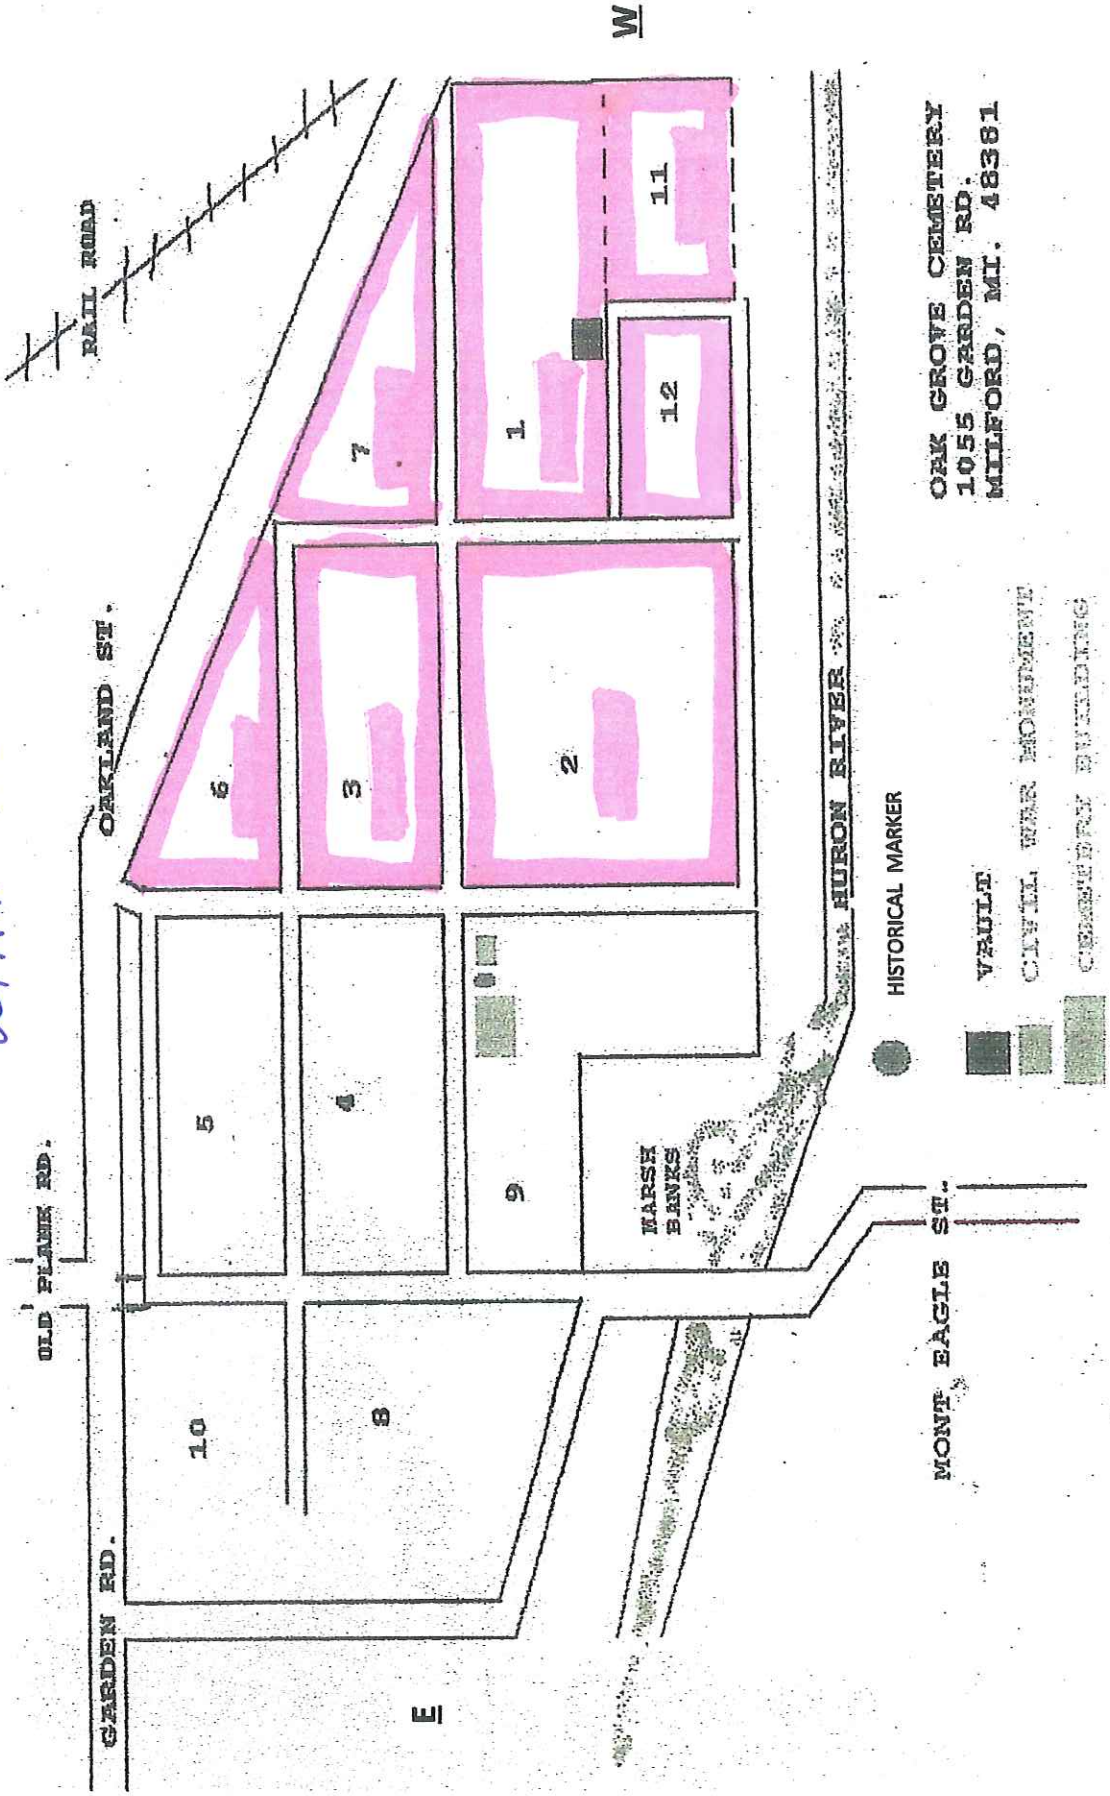 W
RAIL ROAD
OAKLAND ST.
OLD PLANK RD.
GARDEN RD.
E
10
8
5
4
9
6
3
2
7
1
12
11
MARSH
BANKS
HURON RIVER
MONT EAGLE ST.
HISTORICAL MARKER
VAULT
CIVIL WAR MONUMENT
CEMETERY BUILDING
OAK GROVE CEMETERY
1055 GARDEN RD.
MILFORD, MI. 48381